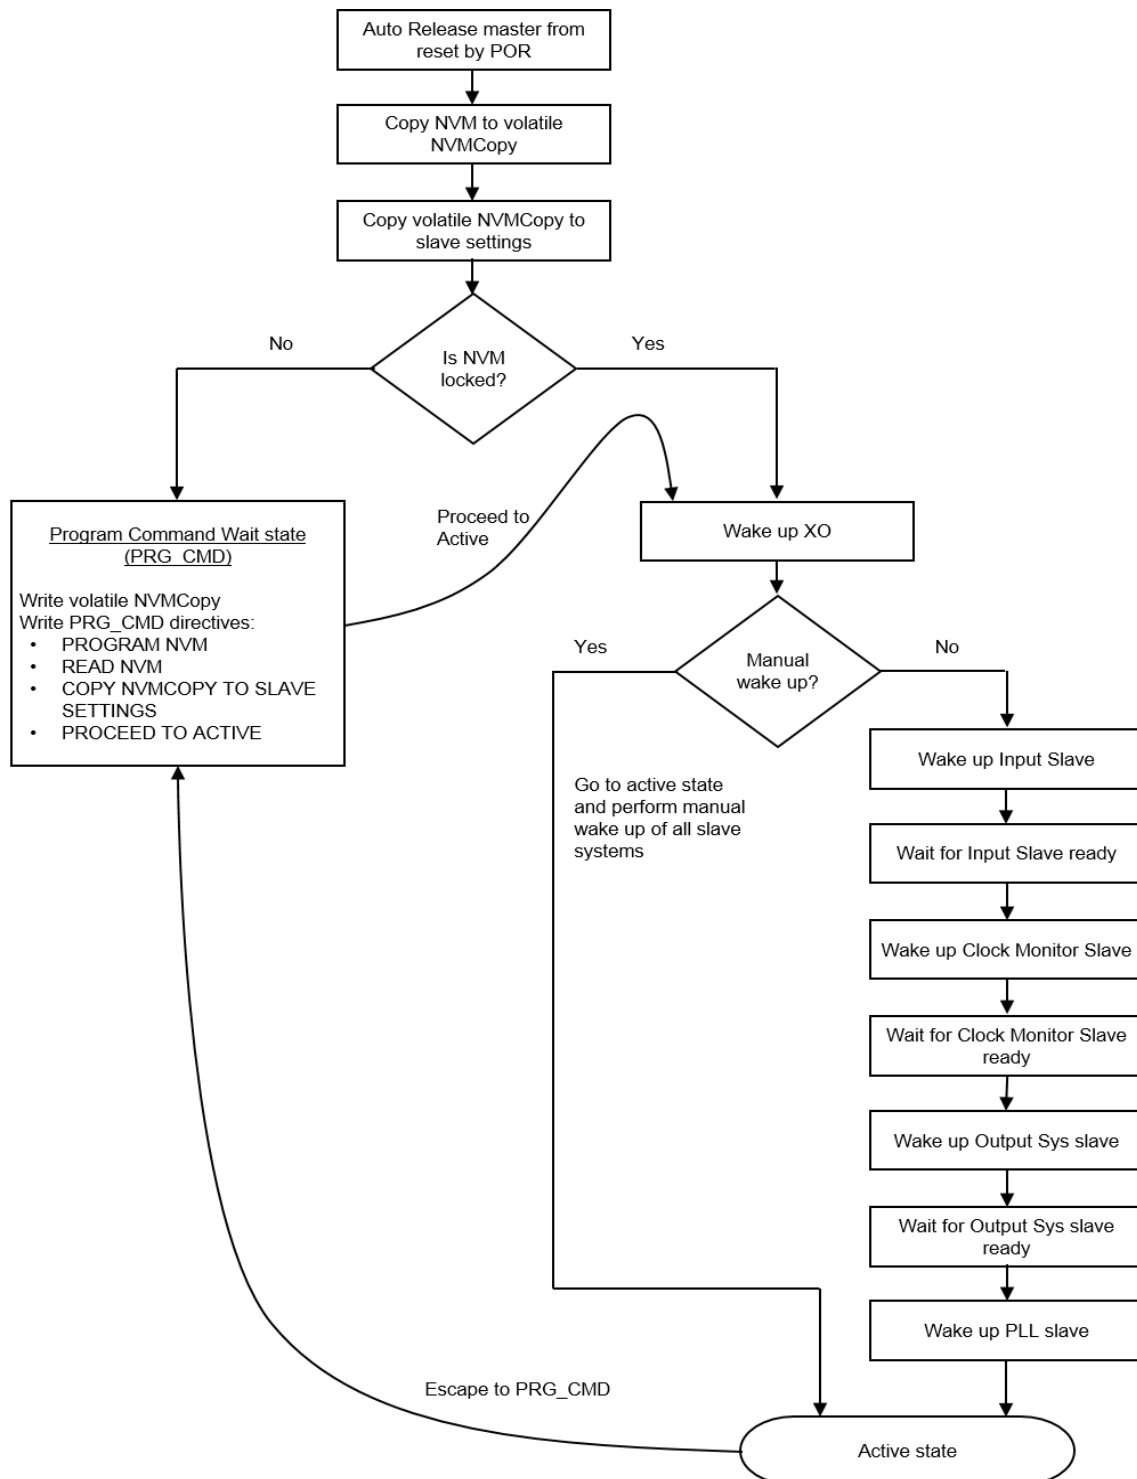 Auto Release master from
reset by POR
Copy NVM to volatile
NVMCopy
Copy volatile NVMCopy to
slave settings
Is NVM
locked?
No
Yes
Program Command Wait state
(PRG_CMD)
Write volatile NVMCopy
Write PRG_CMD directives:
• PROGRAM NVM
• READ NVM
• COPY NVMCOPY TO SLAVE
SETTINGS
• PROCEED TO ACTIVE
Proceed to
Active
Wake up XO
Manual
wake up?
Yes
No
Go to active state
and perform manual
wake up of all slave
systems
Wake up Input Slave
Wait for Input Slave ready
Wake up Clock Monitor Slave
Wait for Clock Monitor Slave
ready
Wake up Output Sys slave
Wait for Output Sys slave
ready
Wake up PLL slave
Escape to PRG_CMD
Active state